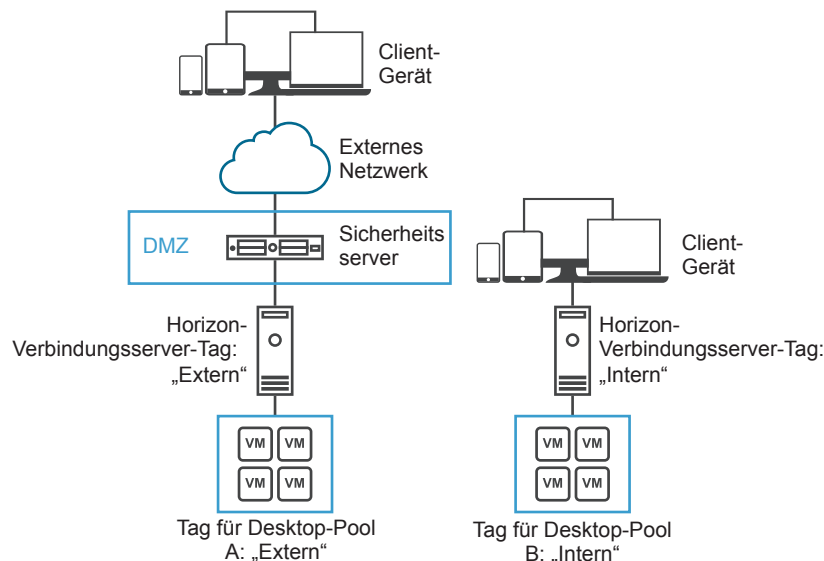 Client-
Gerät
Externes
Netzwerk
DMZ
Sicherheits
server
Client-
Gerät
Horizon-
Verbindungsserver-Tag:
„Extern“
Horizon-
Verbindungsserver-Tag:
„Intern“
VM VM
VM VM
VM VM
VM VM
Tag für Desktop-Pool
A: „Extern“
Tag für Desktop-Pool
B: „Intern“